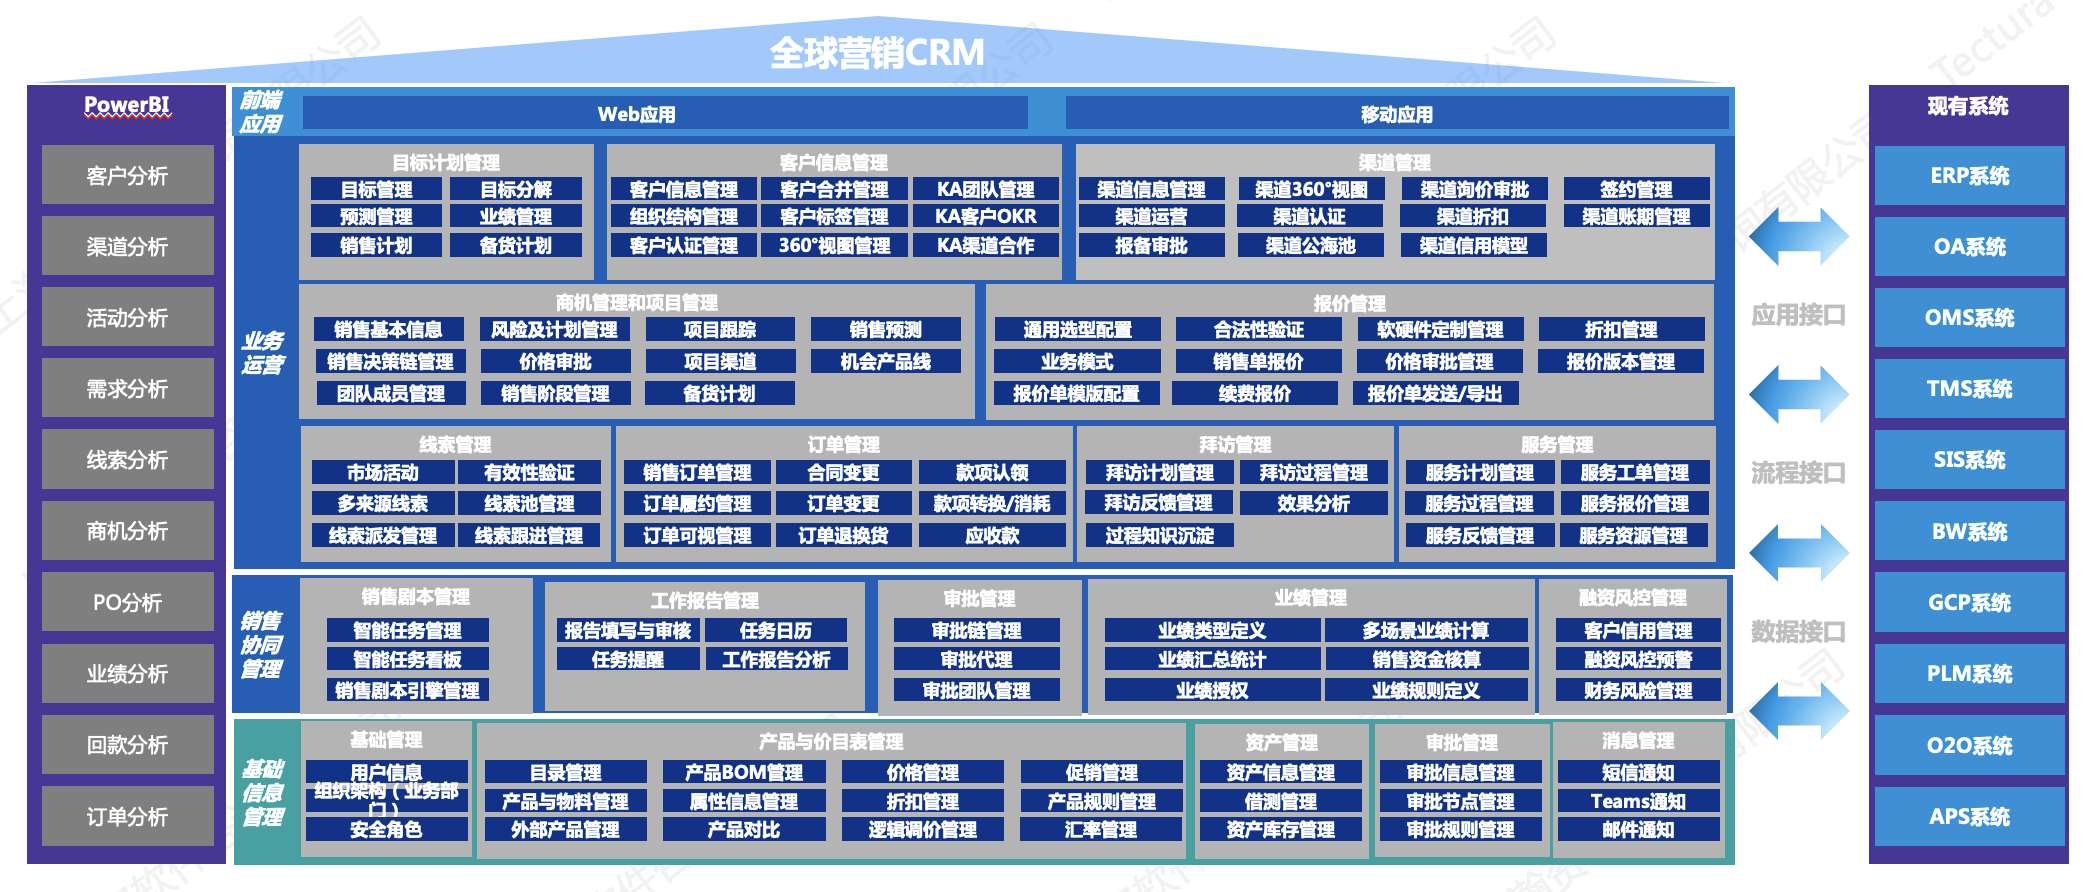 全球营销CRM
PowerBI
客户分析
渠道分析
活动分析
需求分析
线索分析
商机分析
PO分析
业绩分析
回款分析
订单分析
前端
应用
Web应用
移动应用
业务
运营
目标计划管理
目标管理 目标分解
预测管理 业绩管理
销售计划 备货计划
客户信息管理
客户信息管理 客户合并管理 KA团队管理
组织结构管理 客户标签管理 KA客户OKR
客户认证管理 360°视图管理 KA渠道合作
渠道管理
渠道信息管理 渠道360°视图 渠道询价审批 签约管理
渠道运营 渠道认证 渠道折扣 渠道账期管理
报备审批 渠道公海池 渠道信用模型
商机管理和项目管理
销售基本信息 风险及计划管理 项目跟踪 销售预测
销售决策链管理 价格审批 项目渠道 机会产品线
团队成员管理 销售阶段管理 备货计划
报价管理
通用选型配置 合法性验证 软硬件定制管理 折扣管理
业务模式 销售单报价 价格审批管理 报价版本管理
报价单模版配置 续费报价 报价单发送/导出
线索管理
市场活动 有效性验证
多来源线索 线索池管理
线索派发管理 线索跟进管理
订单管理
销售订单管理 合同变更 款项认领
订单履约管理 订单变更 款项转换/消耗
订单可视管理 订单退换货 应收款
拜访管理
拜访计划管理 拜访过程管理
拜访反馈管理 效果分析
过程知识沉淀
服务管理
服务计划管理 服务工单管理
服务过程管理 服务报价管理
服务反馈管理 服务资源管理
销售
协同
管理
销售剧本管理
智能任务管理
智能任务看板
销售剧本引擎管理
工作报告管理
报告填写与审核 任务日历
任务提醒 工作报告分析
审批管理
审批链管理
审批代理
审批团队管理
业绩管理
业绩类型定义 多场景业绩计算
业绩汇总统计 销售资金核算
业绩授权 业绩规则定义
融资风控管理
客户信用管理
融资风控预警
财务风险管理
基础
信息
管理
基础管理
用户信息
组织架构（业务部
门）
安全角色
产品与价目表管理
目录管理 产品BOM管理 价格管理 促销管理
产品与物料管理 属性信息管理 折扣管理 产品规则管理
外部产品管理 产品对比 逻辑调价管理 汇率管理
资产管理
资产信息管理
借测管理
资产库存管理
审批管理
审批信息管理
审批节点管理
审批规则管理
消息管理
短信通知
Teams通知
邮件通知
应用接口
流程接口
数据接口
现有系统
ERP系统
OA系统
OMS系统
TMS系统
SIS系统
BW系统
GCP系统
PLM系统
O2O系统
APS系统
Tectura